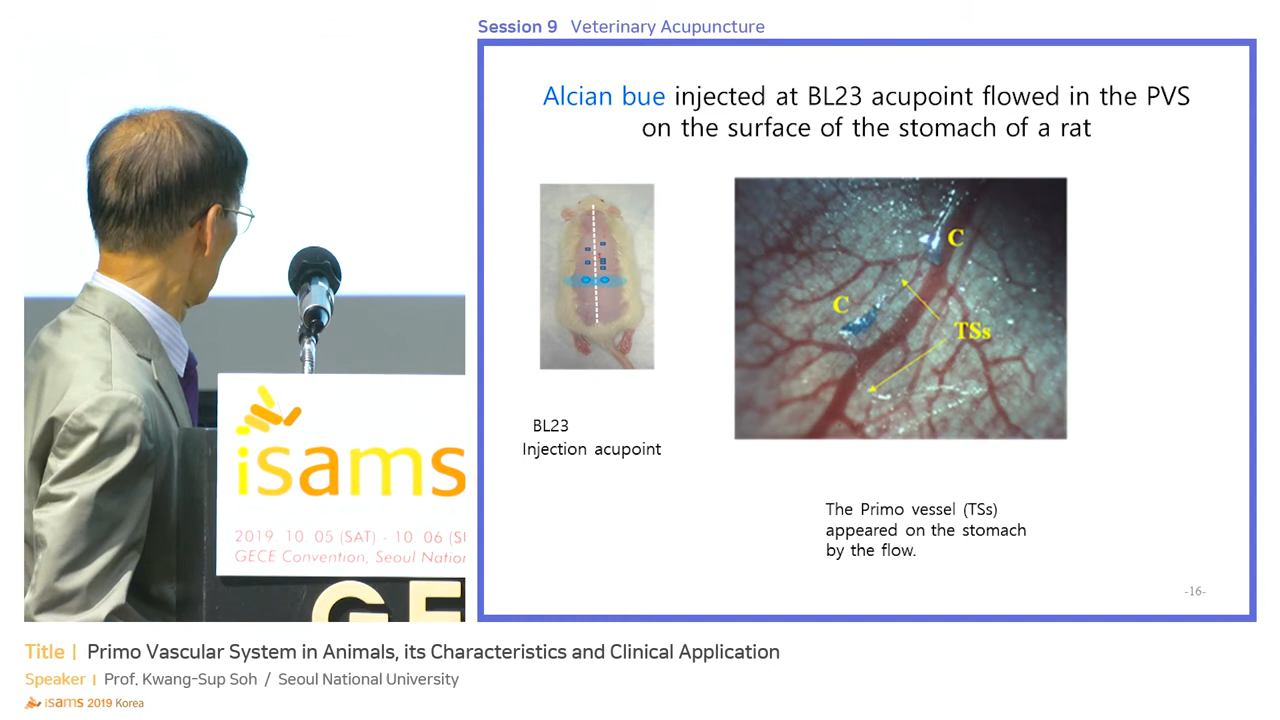 Session 9 Veterinary Acupuncture
Alcian bue injected at BL23 acupoint flowed in the PVS
on the surface of the stomach of a rat
C
C
TSs
BL23
Injection acupoint
The Primo vessel (TSs)
appeared on the stomach
by the flow.
-16-
isams
2019. 10. 05 (SAT) - 10. 06 (S
GECE Convention, Seoul Nation
GE
Title | Primo Vascular System in Animals, its Characteristics and Clinical Application
Speaker | Prof. Kwang-Sup Soh / Seoul National University
isams 2019 Korea